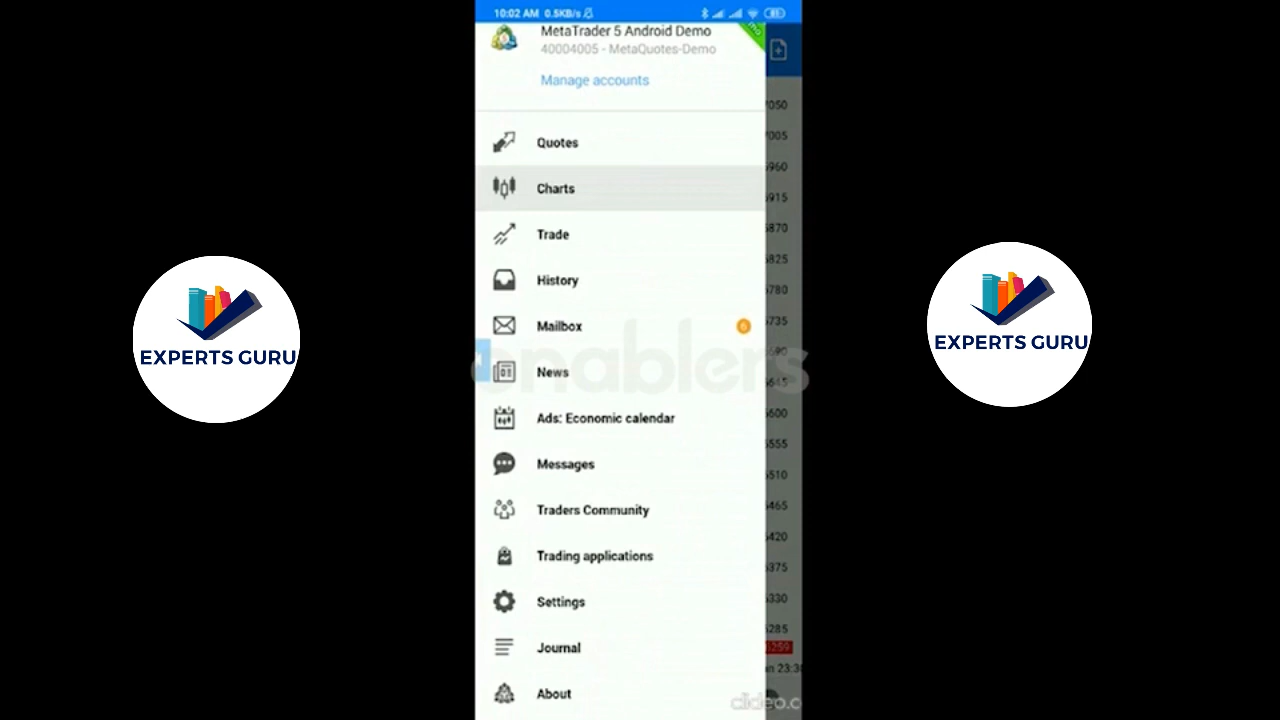 10:02 AM 0.5KB/s
MetaTrader 5 Android Demo
40004005 - MetaQuotes-Demo
Manage accounts
Quotes
Charts
Trade
History
Mailbox
6
News
Ads: Economic calendar
Messages
Traders Community
Trading applications
Settings
Journal
About
EXPERTS GURU
EXPERTS GURU
enablers